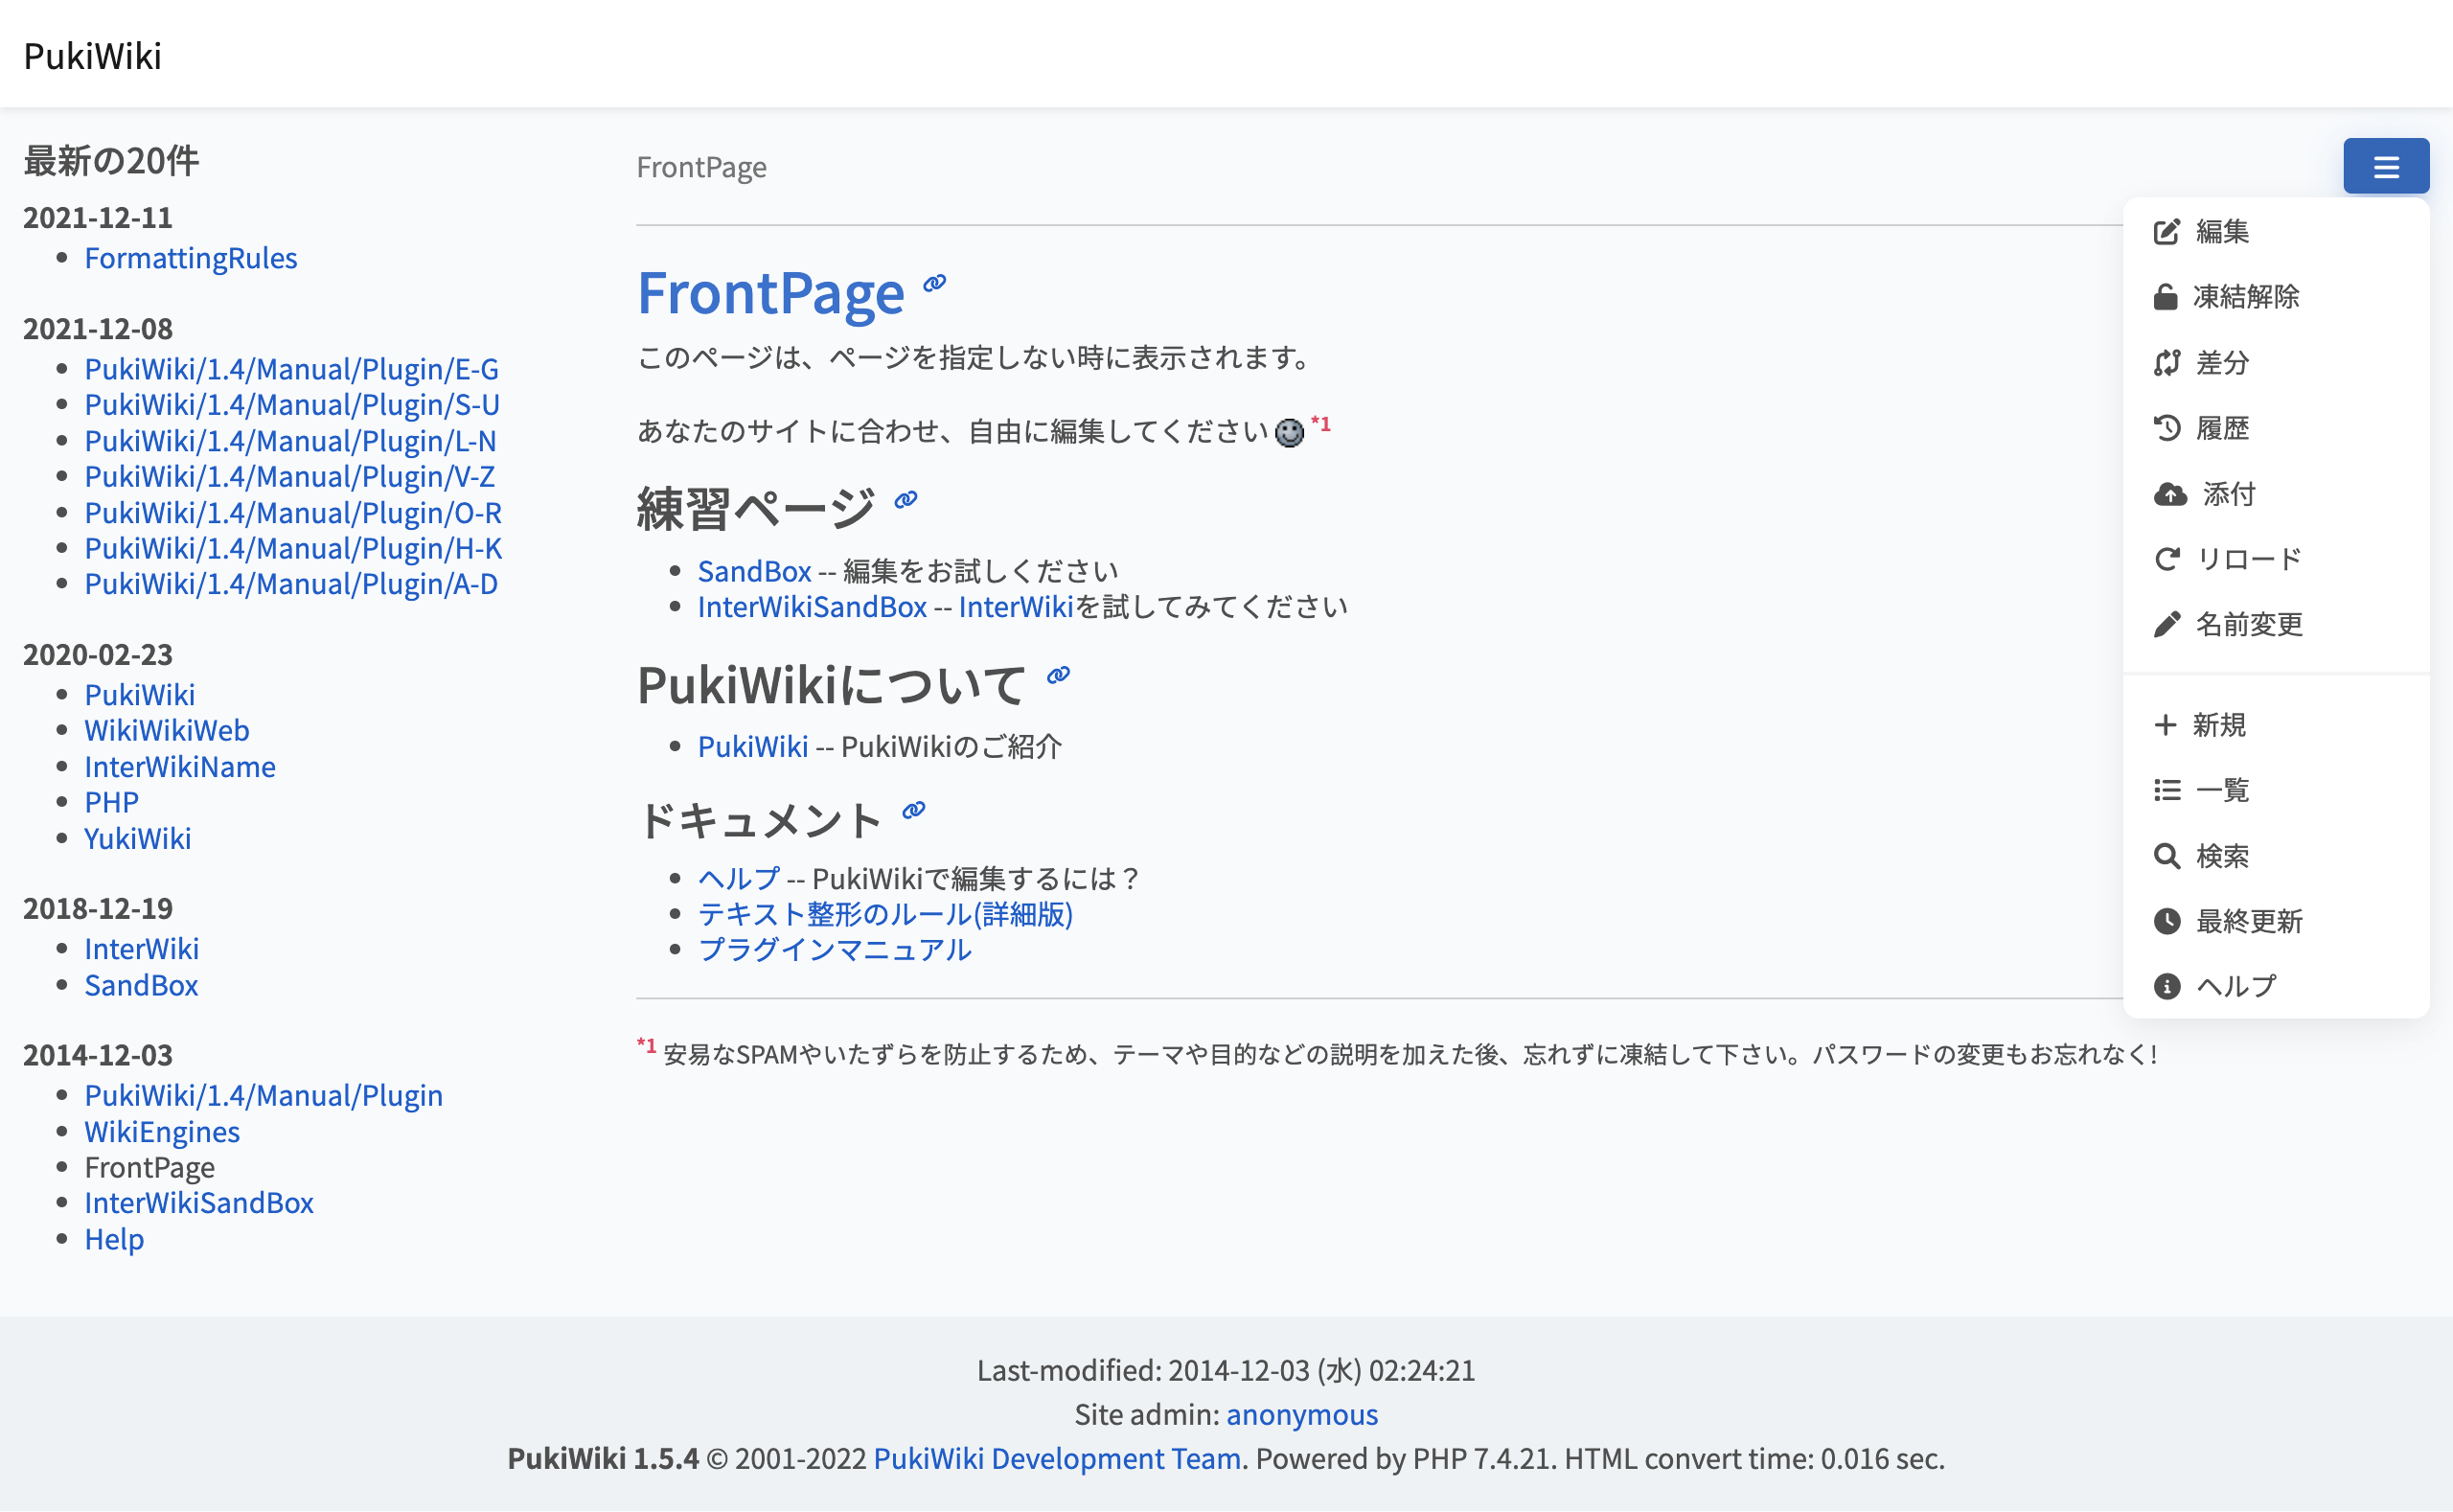 PukiWiki
最新の20件
2021-12-11
FormattingRules
2021-12-08
PukiWiki/1.4/Manual/Plugin/E-G
PukiWiki/1.4/Manual/Plugin/S-U
PukiWiki/1.4/Manual/Plugin/L-N
PukiWiki/1.4/Manual/Plugin/V-Z
PukiWiki/1.4/Manual/Plugin/O-R
PukiWiki/1.4/Manual/Plugin/H-K
PukiWiki/1.4/Manual/Plugin/A-D
2020-02-23
PukiWiki
WikiWikiWeb
InterWikiName
PHP
YukiWiki
2018-12-19
InterWiki
SandBox
2014-12-03
PukiWiki/1.4/Manual/Plugin
WikiEngines
FrontPage
InterWikiSandBox
Help
FrontPage
FrontPage
このページは、ページを指定しない時に表示されます。
あなたのサイトに合わせ、自由に編集してください *1
練習ページ
SandBox -- 編集をお試しください
InterWikiSandBox -- InterWikiを試してみてください
PukiWikiについて
PukiWiki -- PukiWikiのご紹介
ドキュメント
ヘルプ -- PukiWikiで編集するには？
テキスト整形のルール(詳細版)
プラグインマニュアル
*1 安易なSPAMやいたずらを防止するため、テーマや目的などの説明を加えた後、忘れずに凍結して下さい。パスワードの変更もお忘れなく!
編集
凍結解除
差分
履歴
添付
リロード
名前変更
新規
一覧
検索
最終更新
ヘルプ
Last-modified: 2014-12-03 (水) 02:24:21
Site admin: anonymous
PukiWiki 1.5.4 © 2001-2022 PukiWiki Development Team. Powered by PHP 7.4.21. HTML convert time: 0.016 sec.